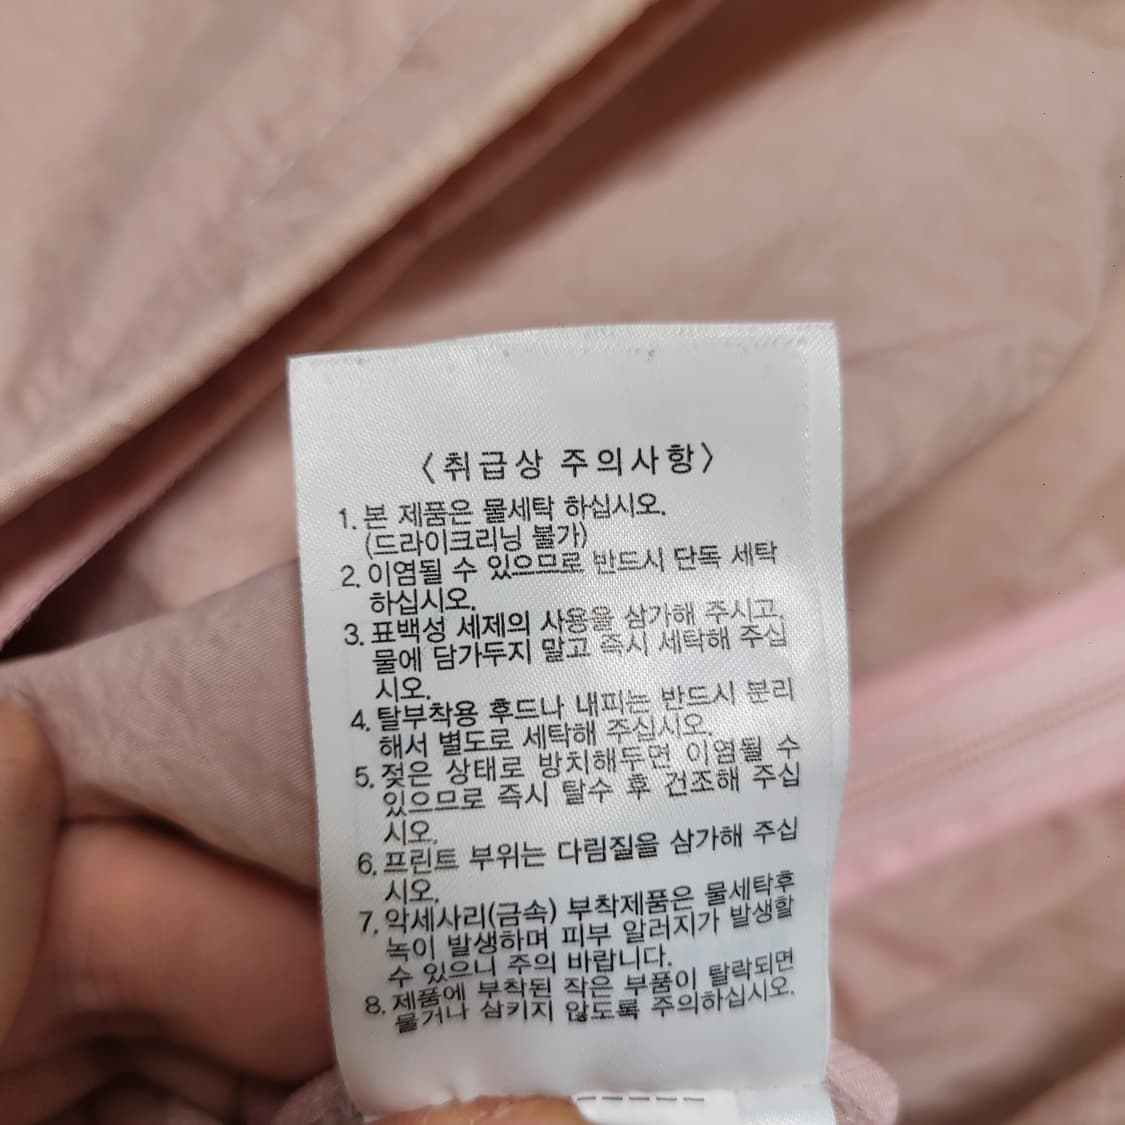 〈취급상 주의사항〉
1. 본 제품은 물세탁 하십시오.
(드라이크리닝 불가)
2. 이염될 수 있으므로 반드시 단독 세탁
하십시오.
3. 표백성 세제의 사용을 삼가해 주시고,
물에 담가두지 말고 즉시 세탁해 주십
시오.
4. 탈부착용 후드나 내피는 반드시 분리
해서 별도로 세탁해 주십시오.
5. 젖은 상태로 방치해두면 이염될 수
있으므로 즉시 탈수 후 건조해 주십
시오.
6. 프린트 부위는 다림질을 삼가해 주십
시오.
7. 악세사리(금속) 부착제품은 물세탁후
녹이 발생하며 피부 알러지가 발생할
수 있으니 주의 바랍니다.
8. 제품에 부착된 작은 부품이 탈락되면
물거나 삼키지 않도록 주의하십시오.